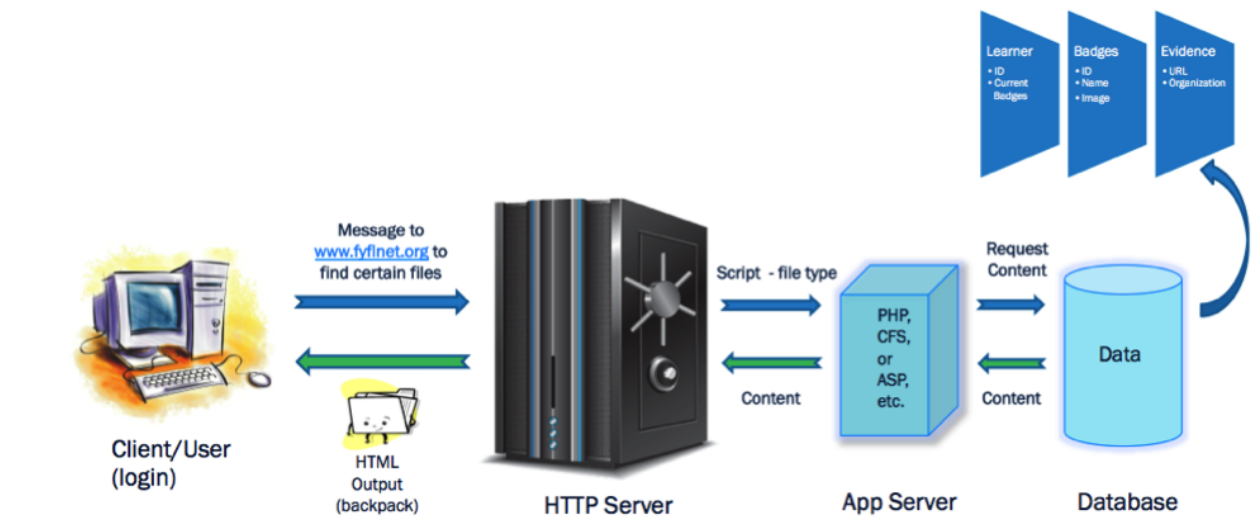 Learner
• ID
• Current
Badges
Badges
• ID
• Name
• Image
Evidence
• URL
• Organization
Message to
www.fyfinet.org to
find certain files
Script - file type
Request
Content
PHP,
CFS,
or
ASP,
etc.
Data
Content
Content
Client/User
(login)
HTML
Output
(backpack)
HTTP Server
App Server
Database